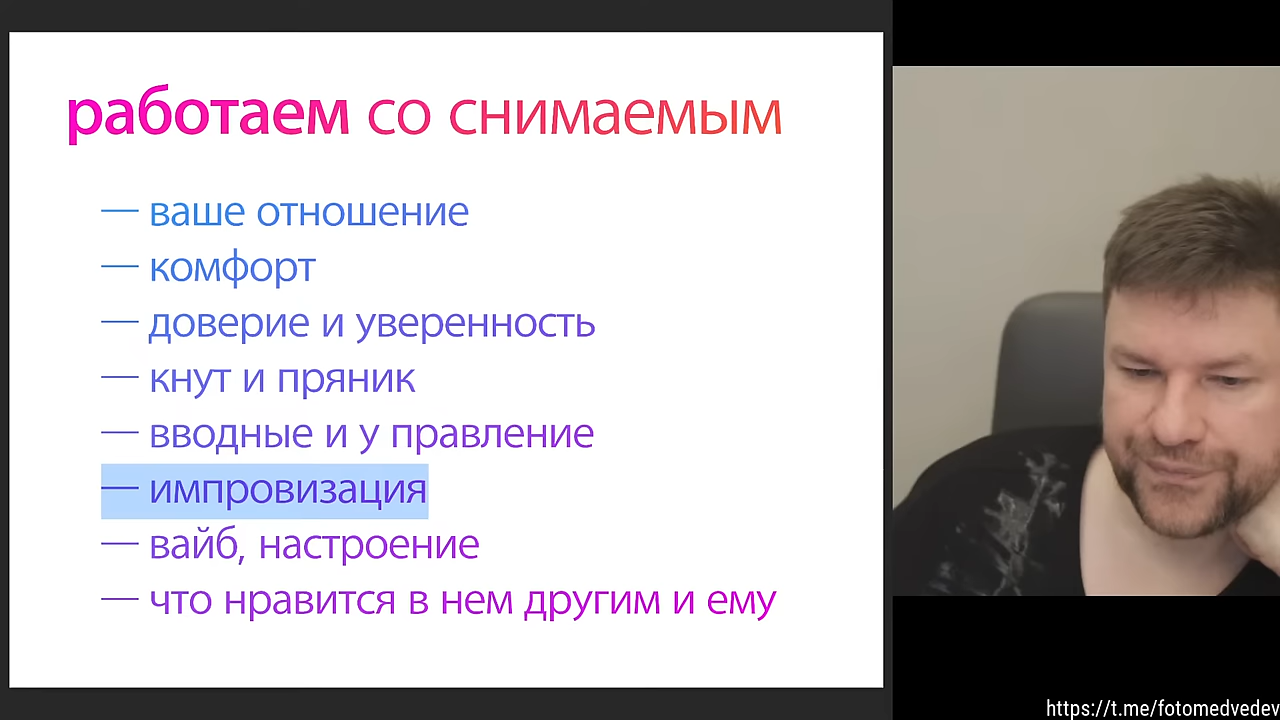 работаем со снимаемым
— ваше отношение
— комфорт
— доверие и уверенность
— кнут и пряник
— вводные и у правление
— импровизация
— вайб, настроение
— что нравится в нем другим и ему
https://t.me/fotomedvedev